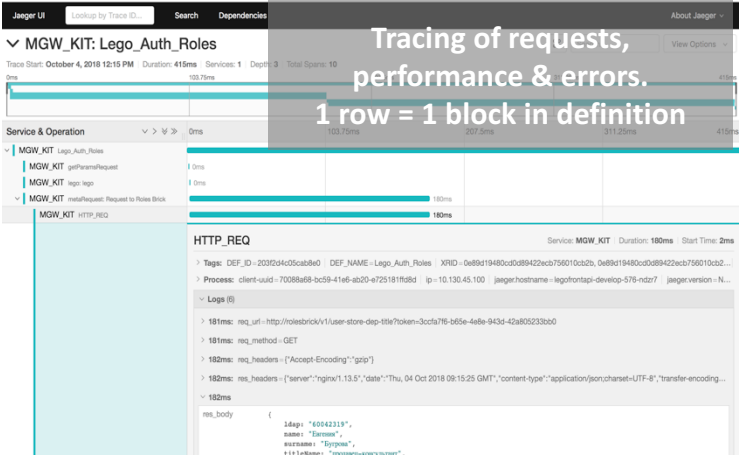 Jaeger UI Lookup by Trace ID... Search Dependencies About Jaeger
MGW_KIT: Lego_Auth_Roles View Options
Tracing of requests,
performance & errors.
1 row = 1 block in definition
Trace Start: October 4, 2018 12:15 PM Duration: 415ms Services: 1 Depth: 3 Total Spans: 10
0ms 103.75ms 415ms
Service & Operation 0ms 103.75ms 207.5ms 311.25ms 415ms
MGW_KIT Lego_Auth_Roles
MGW_KIT getParamsRequest 0ms
MGW_KIT lego: lego 0ms
MGW_KIT metaRequest: Request to Roles Brick 180ms
MGW_KIT HTTP_REQ 180ms
HTTP_REQ Service: MGW_KIT Duration: 180ms Start Time: 2ms
Tags: DEF_ID=203f2d4c05cab8e0 DEF_NAME=Lego_Auth_Roles XRID=0e89d19480cd0d89422ecb756010cb2b, 0e89d19480cd0d89422ecb756010cb2...
Process: client-uuid=70088a68-bc59-41e6-ab20-e725181ffd8d ip=10.130.45.100 jaeger.hostname=legofrontapi-develop-576-ndzr7 jaeger.version=N...
Logs (6)
181ms: req_url=http://rolesbrick/v1/user-store-dep-title?token=3ccfa7f6-b65e-4e8e-943d-42a805233bb0
181ms: req_method=GET
182ms: req_headers={"Accept-Encoding":"gzip"}
182ms: res_headers={"server":"nginx/1.13.5","date":"Thu, 04 Oct 2018 09:15:25 GMT","content-type":"application/json;charset=UTF-8","transfer-encoding...
182ms
res_body {
ldap: "60042319",
name: "Евгения",
surname: "Бугрова",
titleName: "продавец-консультант",